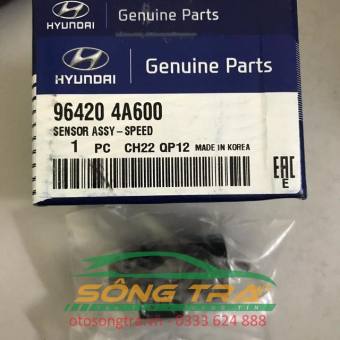 HYUNDAI
Genuine Parts
HYUNDAI
Genuine Parts
96420 4A600
SENSOR ASSY-SPEED
1 PC CH22 QP12 MADE IN KOREA
EAC
E
SÔNG TRÀ
otosongtra.vn - 0333 624 888